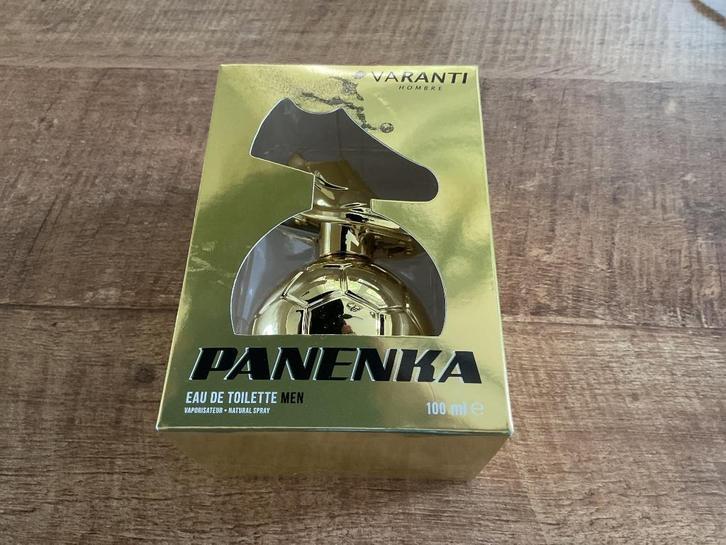 VARANTI
HOMBRE
PANENKA
EAU DE TOILETTE MEN
VAPORISATEUR • NATURAL SPRAY
100 ml ℮